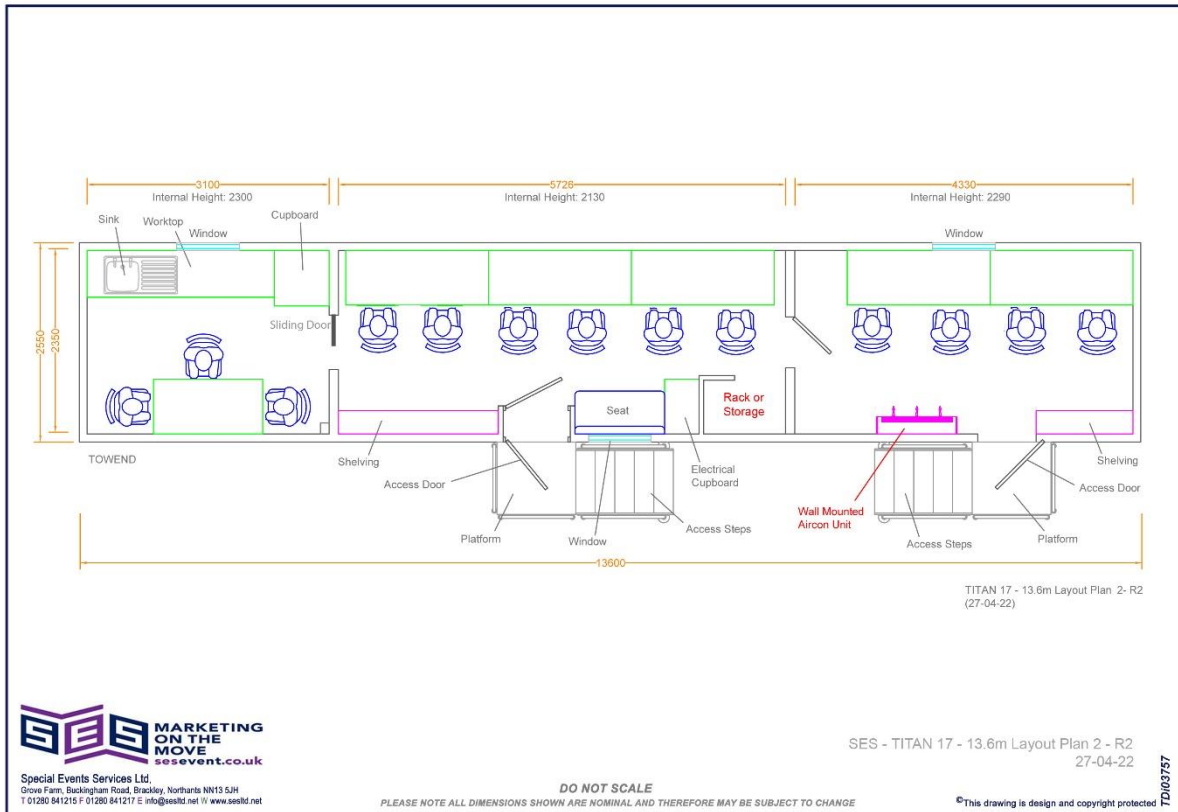 3100
5728
4330
Internal Height: 2300
Internal Height: 2130
Internal Height: 2290
Sink
Worktop
Window
Cupboard
Window
2550
2350
Sliding Door
Seat
Rack or
Storage
TOWEND
Shelving
Access Door
Platform
Window
Access Steps
Electrical
Cupboard
Wall Mounted
Aircon Unit
Access Steps
Platform
Access Door
Shelving
13600
TITAN 17 - 13.6m Layout Plan 2- R2
(27-04-22)
SES
MARKETING
ON THE
MOVE
sesevent.co.uk
Special Events Services Ltd,
Grove Farm, Buckingham Road, Brackley, Northants NN13 5JH
T 01280 841215 F 01280 841217 E info@sesltd.net W www.sesltd.net
DO NOT SCALE
PLEASE NOTE ALL DIMENSIONS SHOWN ARE NOMINAL AND THEREFORE MAY BE SUBJECT TO CHANGE
SES - TITAN 17 - 13.6m Layout Plan 2 - R2
27-04-22
©This drawing is design and copyright protected
TDI03757